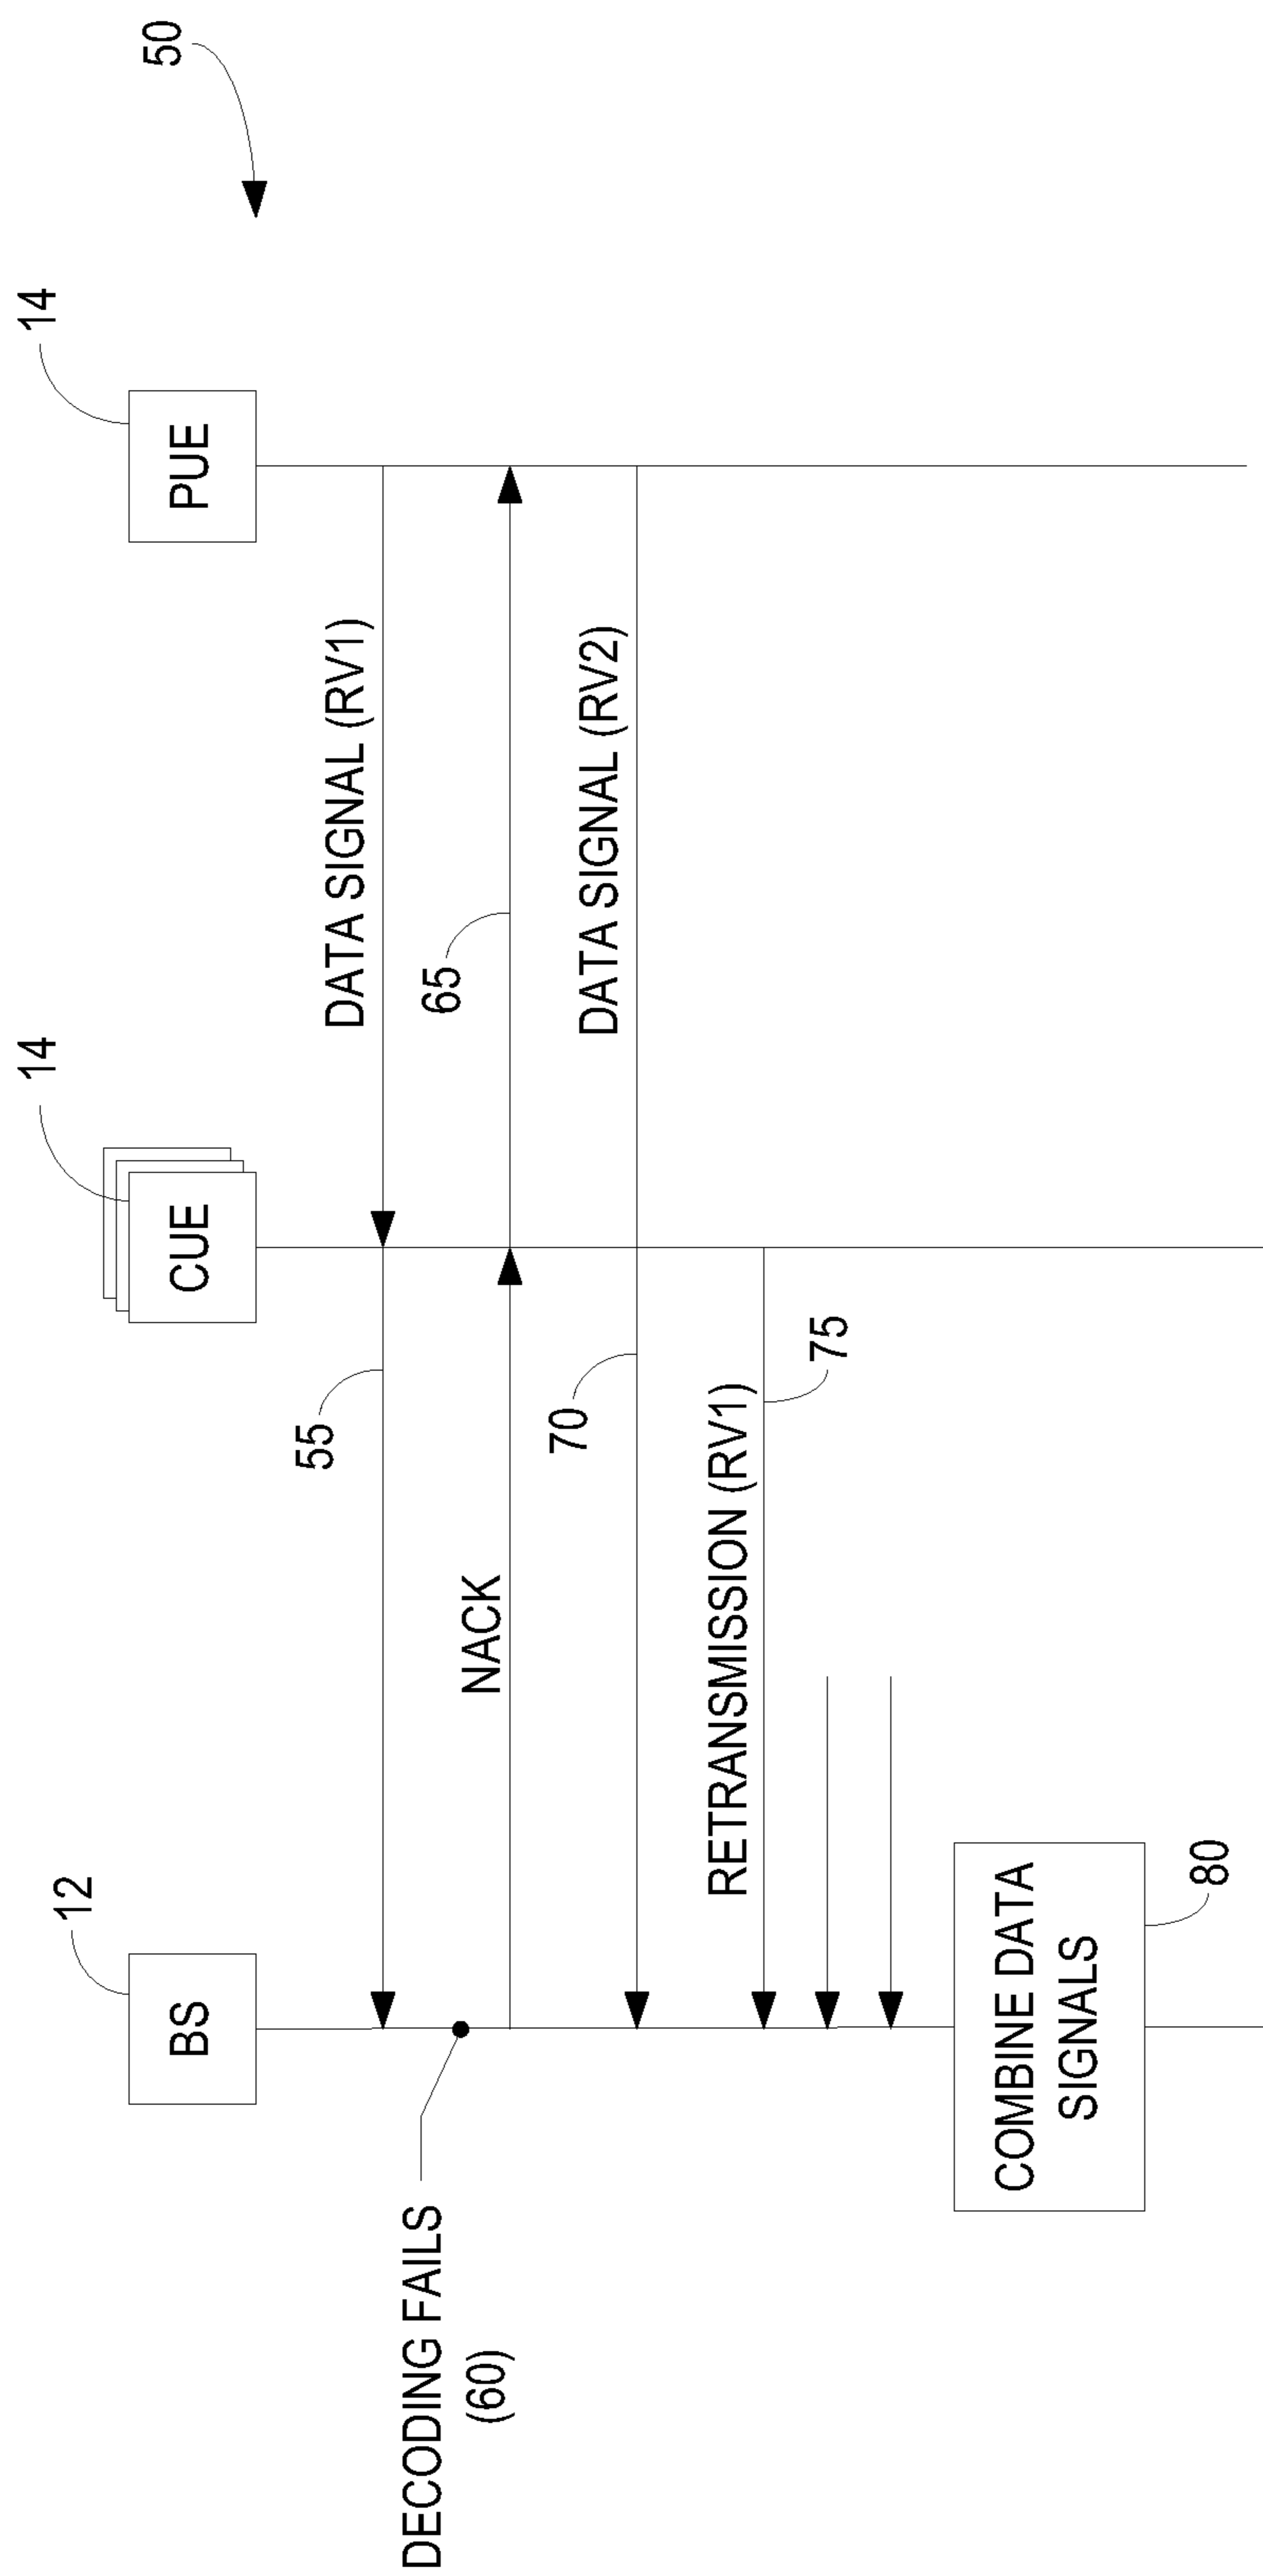 50
14
14
12
PUE
CUE
BS
DATA SIGNAL (RV1)
55
DECODING FAILS
(60)
65
NACK
DATA SIGNAL (RV2)
70
RETRANSMISSION (RV1)
75
COMBINE DATA
SIGNALS
80